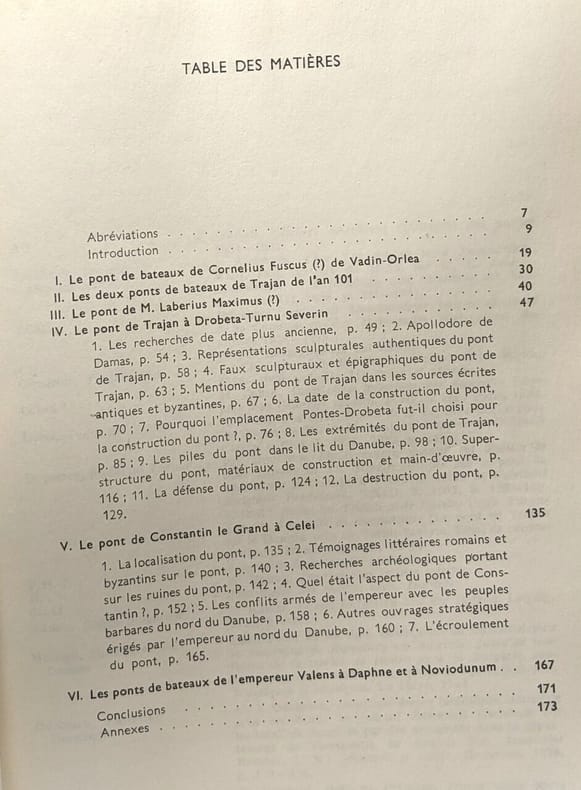 TABLE DES MATIÈRES
Abréviations . . . . . . . . . . . . . . . . . . . . 7
Introduction . . . . . . . . . . . . . . . . . . . . 9
I. Le pont de bateaux de Cornelius Fuscus (?) de Vadin-Orlea . . . . . 19
II. Les deux ponts de bateaux de Trajan de l'an 101 . . . . . . . . 30
III. Le pont de M. Laberius Maximus (?) . . . . . . . . . . . . 40
IV. Le pont de Trajan à Drobeta-Turnu Severin . . . . . . . . . . 47
1. Les recherches de date plus ancienne, p. 49 ; 2. Apollodore de
Damas, p. 54 ; 3. Représentations sculpturales authentiques du pont
de Trajan, p. 58 ; 4. Faux sculpturaux et épigraphiques du pont de
Trajan, p. 63 ; 5. Mentions du pont de Trajan dans les sources écrites
antiques et byzantines, p. 67 ; 6. La date de la construction du pont,
p. 70 ; 7. Pourquoi l'emplacement Pontes-Drobeta fut-il choisi pour
la construction du pont ?, p. 76 ; 8. Les extrémités du pont de Trajan,
p. 85 ; 9. Les piles du pont dans le lit du Danube, p. 98 ; 10. Super-
structure du pont, matériaux de construction et main-d'œuvre, p.
116 ; 11. La défense du pont, p. 124 ; 12. La destruction du pont, p.
129.
V. Le pont de Constantin le Grand à Celei . . . . . . . . . . . . 135
1. La localisation du pont, p. 135 ; 2. Témoignages littéraires romains et
byzantins sur le pont, p. 140 ; 3. Recherches archéologiques portant
sur les ruines du pont, p. 142 ; 4. Quel était l'aspect du pont de Cons-
tantin ?, p. 152 ; 5. Les conflits armés de l'empereur avec les peuples
barbares du nord du Danube, p. 158 ; 6. Autres ouvrages stratégiques
érigés par l'empereur au nord du Danube, p. 160 ; 7. L'écroulement
du pont, p. 165.
VI. Les ponts de bateaux de l'empereur Valens à Daphne et à Noviodunum . . 167
Conclusions . . . . . . . . . . . . . . . . . . . . 171
Annexes . . . . . . . . . . . . . . . . . . . . . . 173